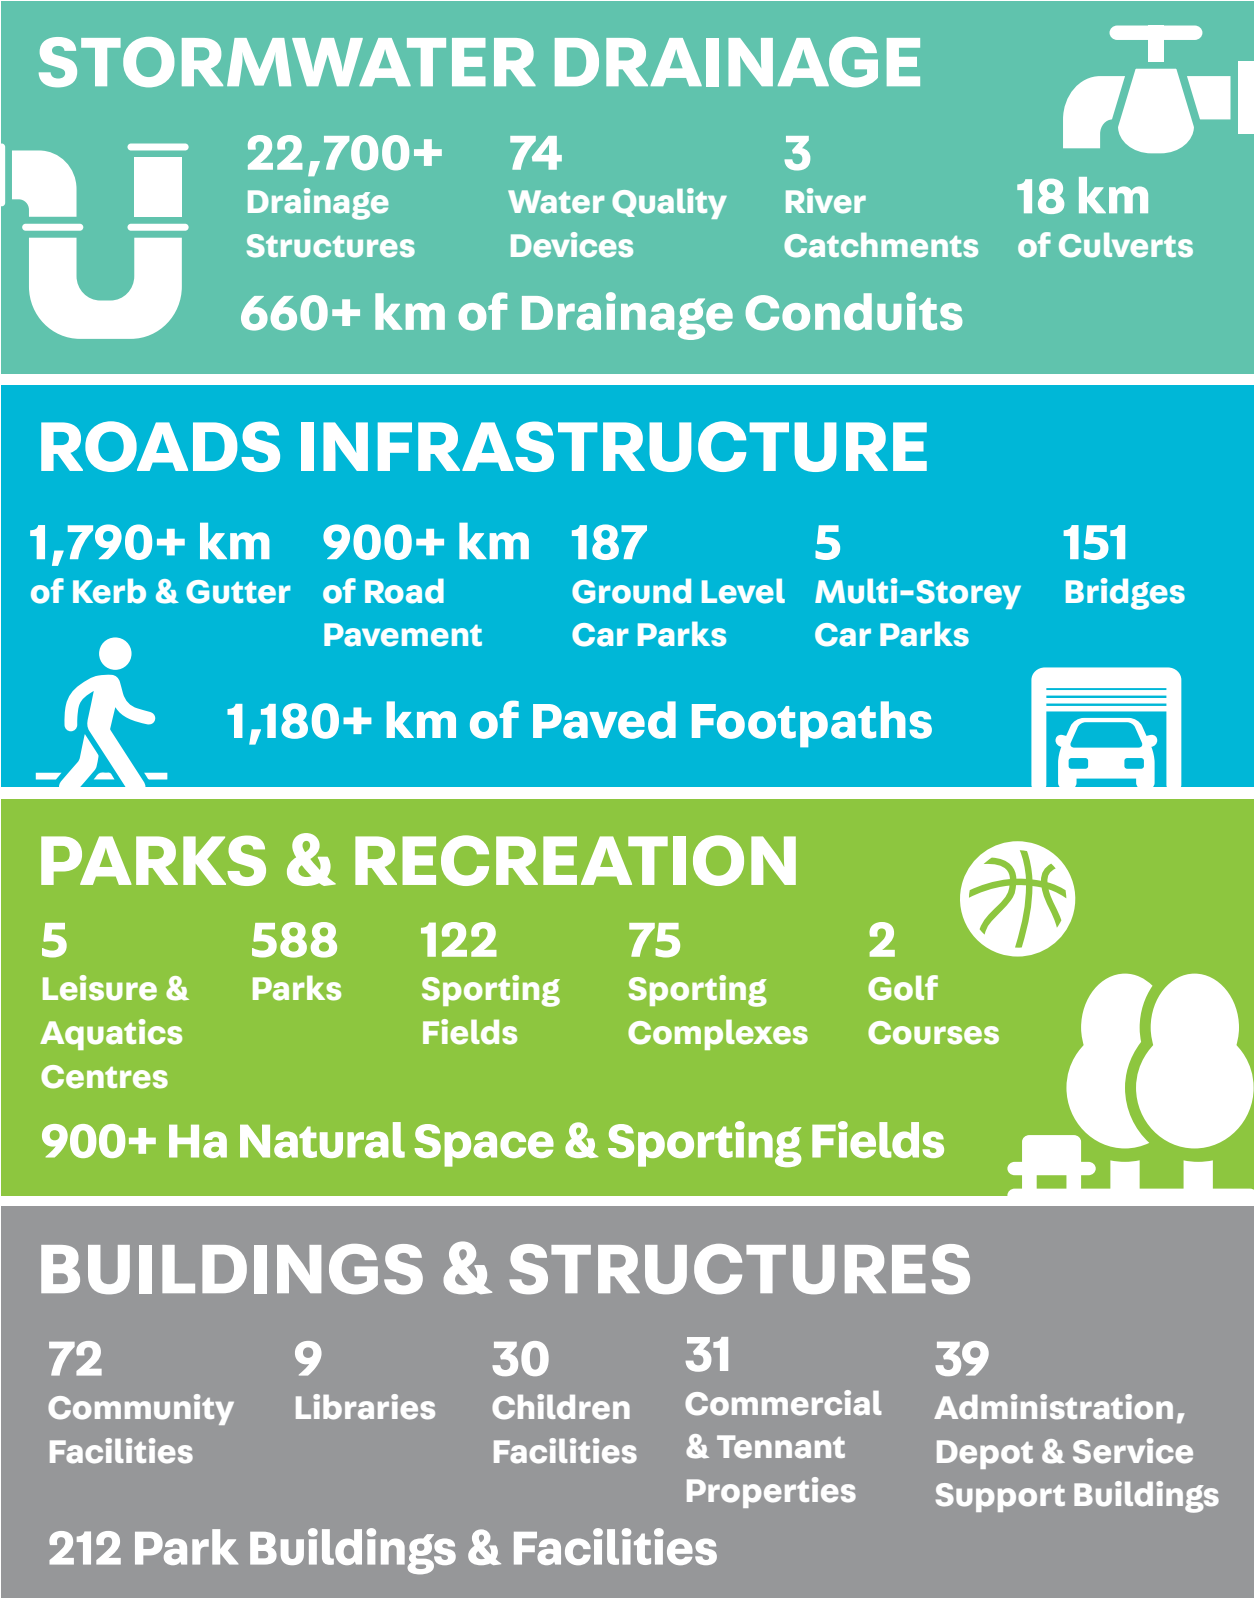 STORMWATER DRAINAGE
22,700+
Drainage
Structures
74
Water Quality
Devices
3
River
Catchments
18 km
of Culverts
660+ km of Drainage Conduits
ROADS INFRASTRUCTURE
1,790+ km
of Kerb & Gutter
900+ km
of Road
Pavement
187
Ground Level
Car Parks
5
Multi-Storey
Car Parks
151
Bridges
1,180+ km of Paved Footpaths
PARKS & RECREATION
5
Leisure &
Aquatics
Centres
588
Parks
122
Sporting
Fields
75
Sporting
Complexes
2
Golf
Courses
900+ Ha Natural Space & Sporting Fields
BUILDINGS & STRUCTURES
72
Community
Facilities
9
Libraries
30
Children
Facilities
31
Commercial
& Tennant
Properties
39
Administration,
Depot & Service
Support Buildings
212 Park Buildings & Facilities